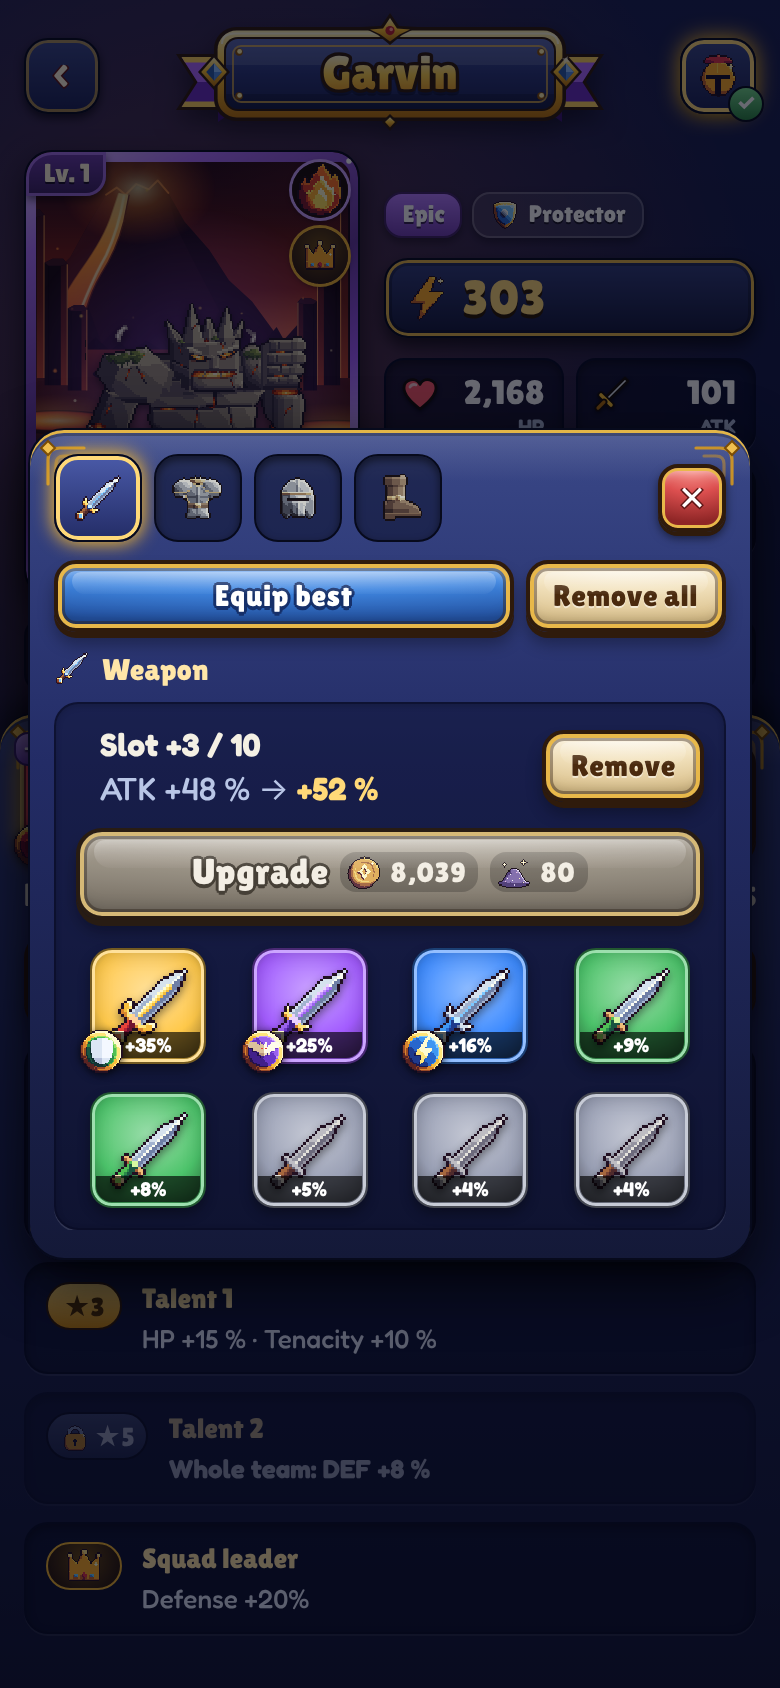 Garvin
Lv. 1
Epic
Protector
303
2,168
HP
101
ATK
Equip best
Remove all
Weapon
Slot +3 / 10
ATK +48 % → +52 %
Remove
Upgrade 8,039 80
+35%
+25%
+16%
+9%
+8%
+5%
+4%
+4%
★3
Talent 1
HP +15 % · Tenacity +10 %
★5
Talent 2
Whole team: DEF +8 %
Squad leader
Defense +20%